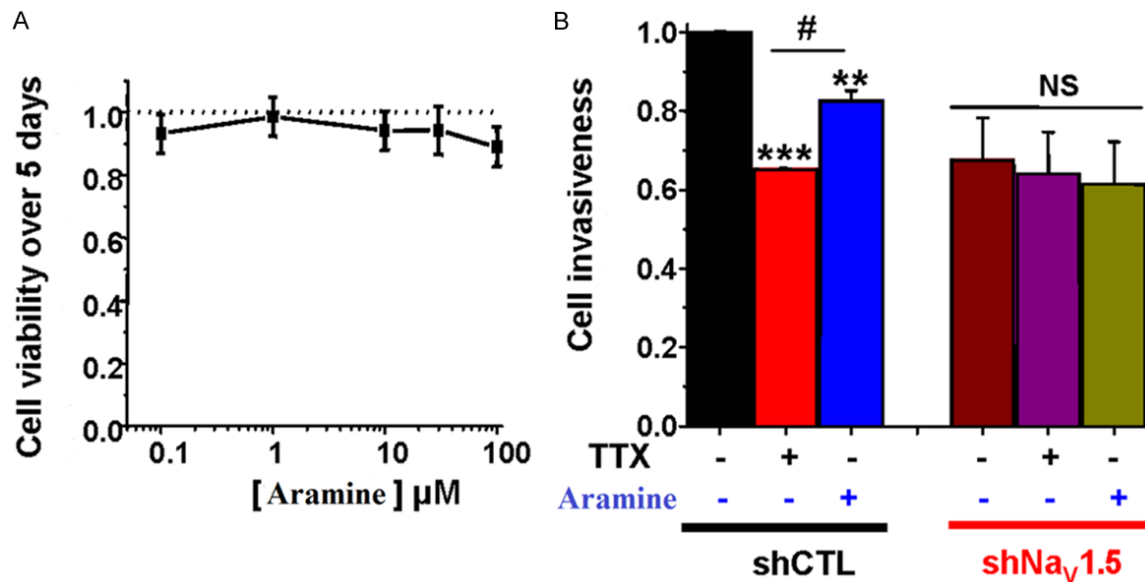 A
Cell viability over 5 days
1.0
0.8
0.6
0.4
0.2
0.0
0.1 1 10 100
[Aramine] µM
B
Cell invasiveness
1.0
0.8
0.6
0.4
0.2
0.0
#
**
***
NS
TTX - + - - + -
Aramine - - + - - +
shCTL shNaV1.5